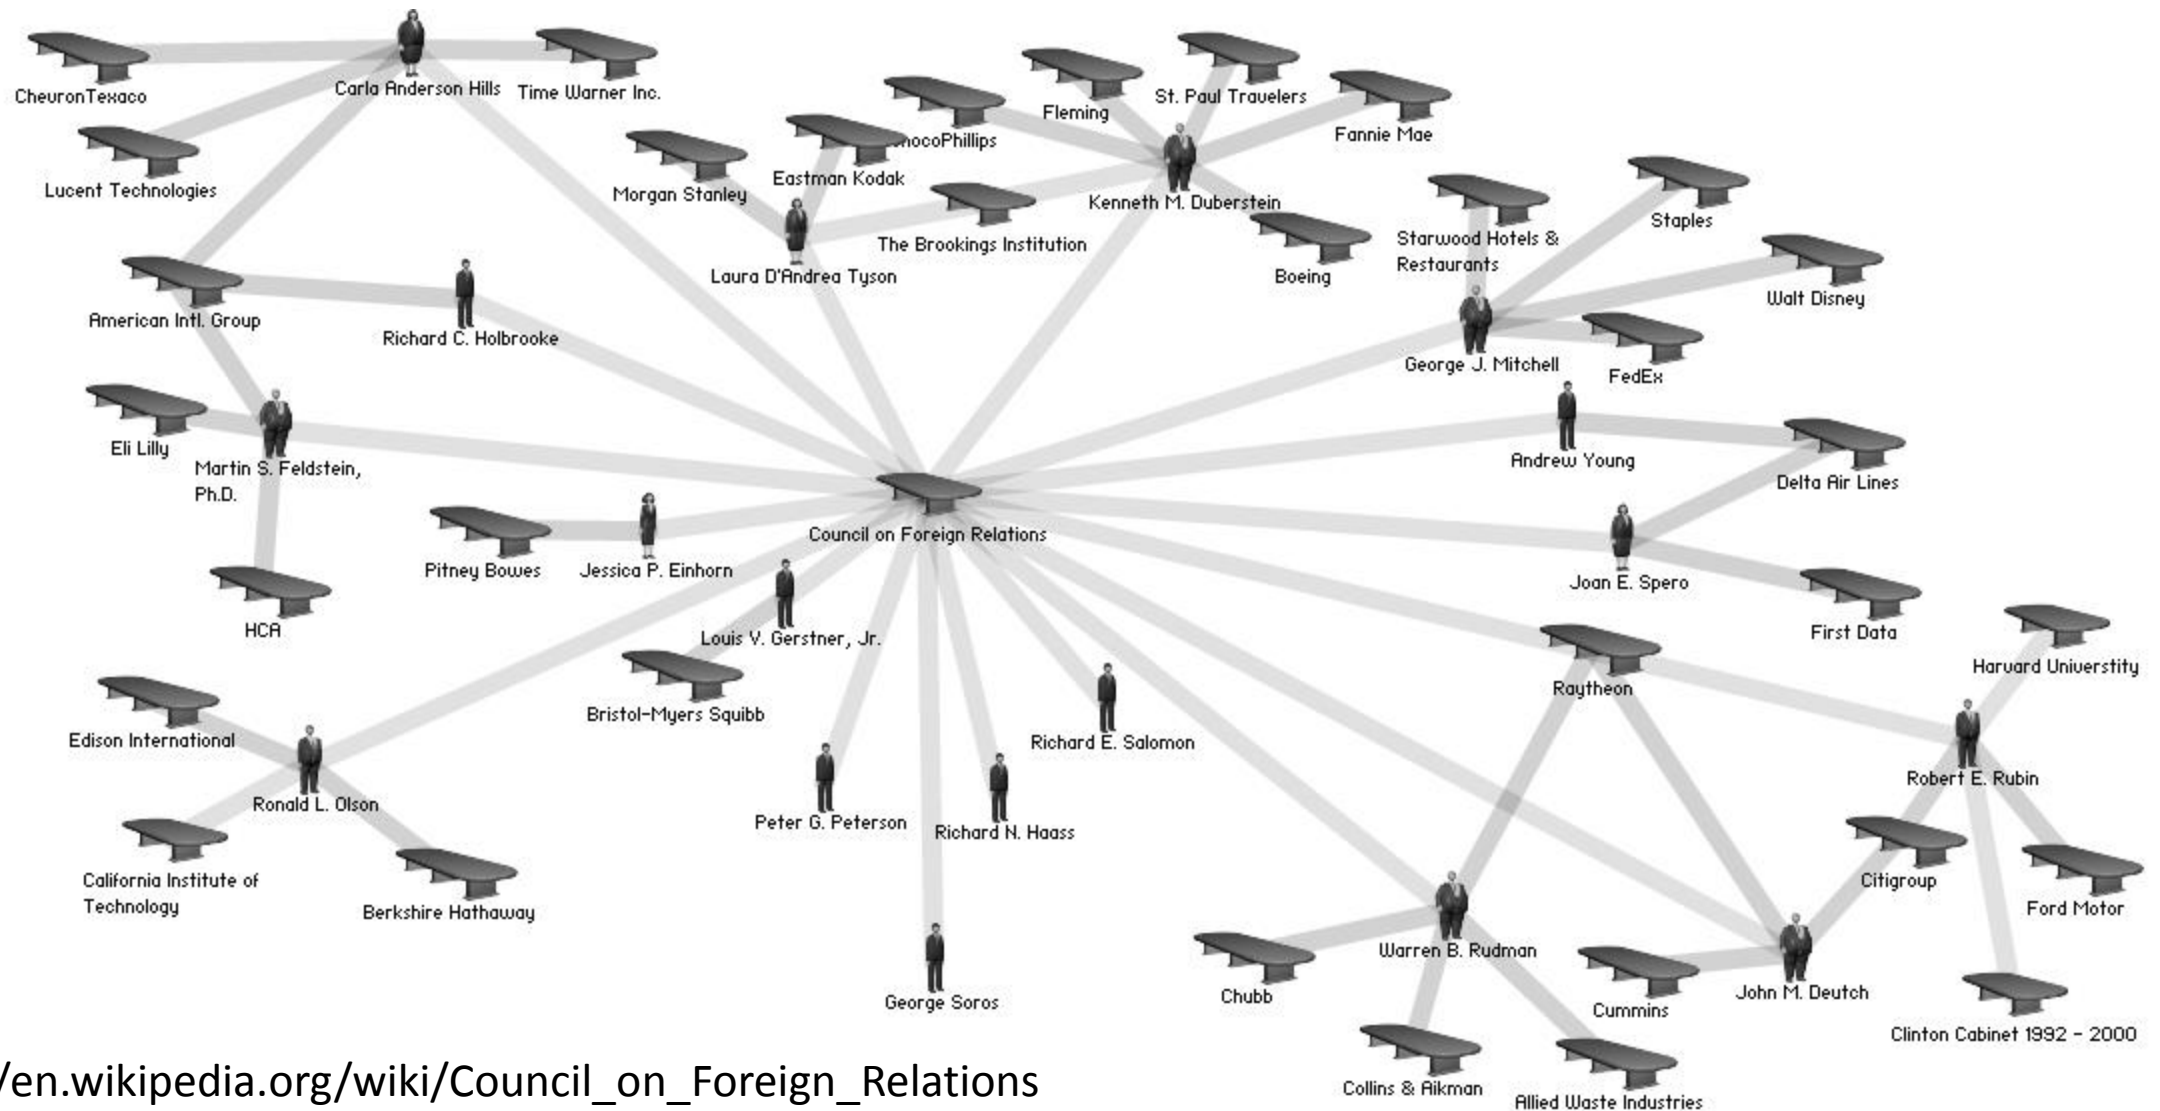 CheuronTexaco
Carla Anderson Hills
Time Warner Inc.
Lucent Technologies
Fleming
St. Paul Travelers
Fannie Mae
nocoPhillips
Morgan Stanley
Eastman Kodak
Kenneth M. Duberstein
The Brookings Institution
Laura D'Andrea Tyson
Boeing
Starwood Hotels &
Restaurants
Staples
Walt Disney
American Intl. Group
Richard C. Holbrooke
George J. Mitchell
FedEx
Eli Lilly
Martin S. Feldstein,
Ph.D.
Andrew Young
Delta Air Lines
Council on Foreign Relations
Pitney Bowes
Jessica P. Einhorn
Joan E. Spero
HCA
Louis V. Gerstner, Jr.
First Data
Harvard Universtity
Raytheon
Bristol-Myers Squibb
Edison International
Richard E. Salomon
Ronald L. Olson
Robert E. Rubin
Peter G. Peterson
Richard N. Haass
California Institute of
Technology
Berkshire Hathaway
Citigroup
Ford Motor
Warren B. Rudman
George Soros
Chubb
Cummins
John M. Deutch
Clinton Cabinet 1992 - 2000
Collins & Aikman
Allied Waste Industries
/en.wikipedia.org/wiki/Council_on_Foreign_Relations